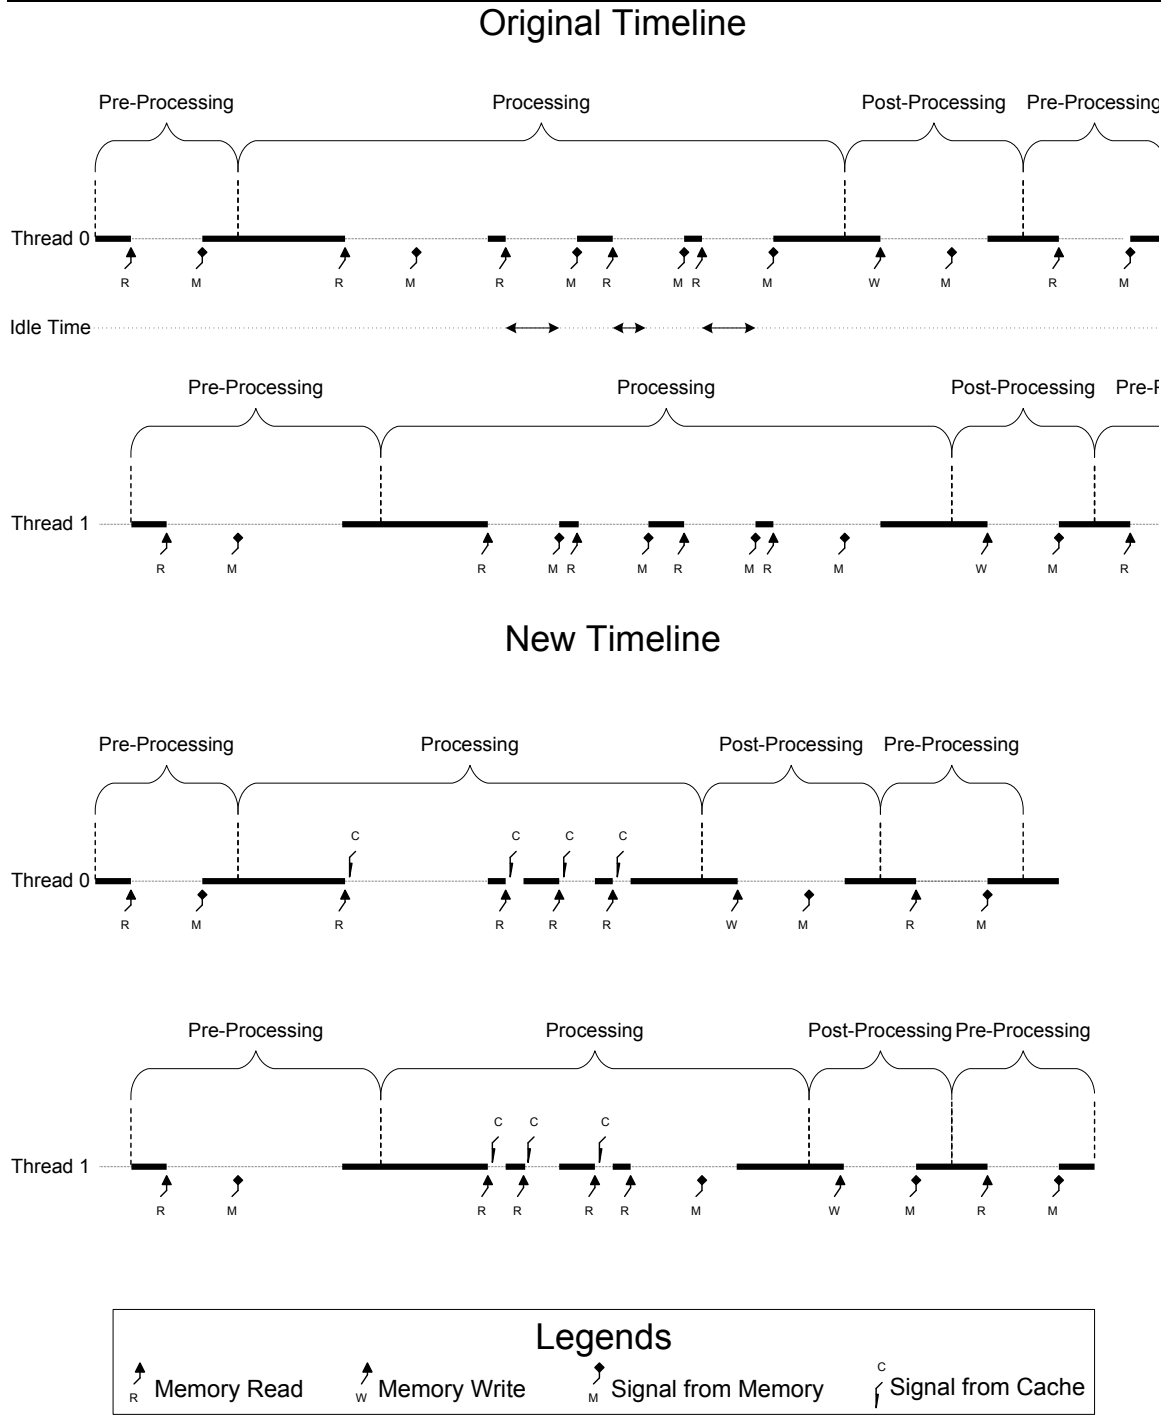 Original Timeline
Pre-Processing Processing Post-Processing Pre-Processing
Thread 0
R M R M R M R M R M W M R M
Idle Time
Pre-Processing Processing Post-Processing Pre-P
Thread 1
R M R M R M R M R M W M R
New Timeline
Pre-Processing Processing Post-Processing Pre-Processing
C C C C
Thread 0
R M R R R R W M R M
Pre-Processing Processing Post-Processing Pre-Processing
C C C
Thread 1
R M R R R R M W M R M
Legends
R Memory Read W Memory Write M Signal from Memory C Signal from Cache